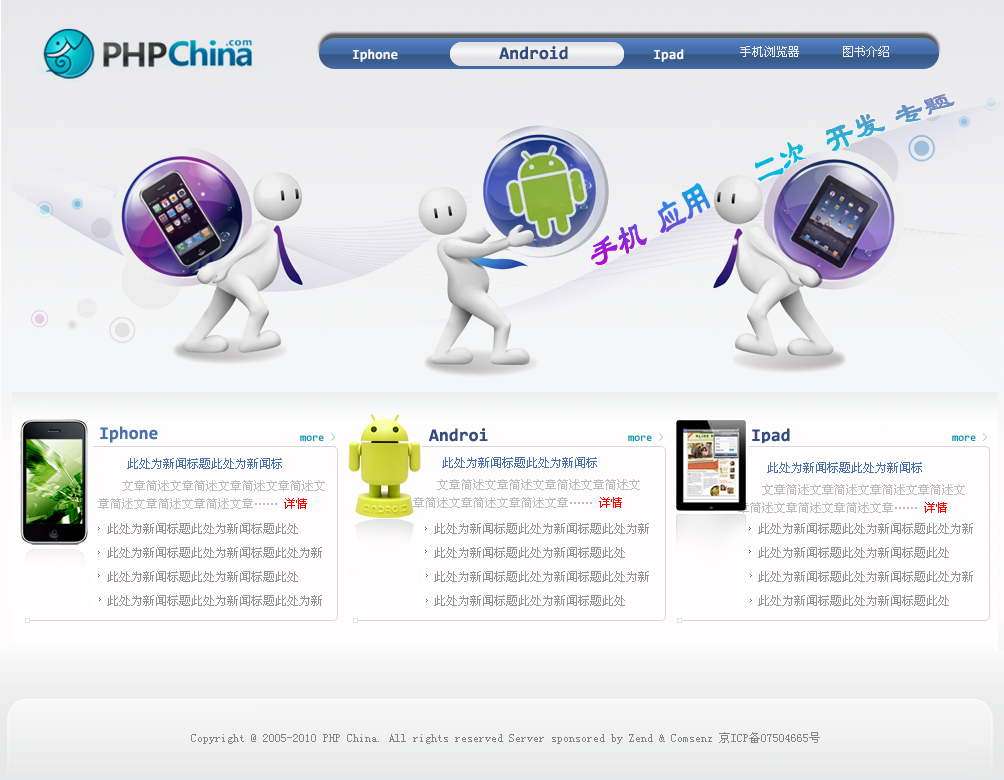 PHPChina.com
Iphone
Android
Ipad
手机浏览器
图书介绍
手机 应用 二次 开发 专题
Iphone
more
此处为新闻标题此处为新闻标
文章简述文章简述文章简述文章简述文
章简述文章简述文章简述文章…… 详情
此处为新闻标题此处为新闻标题此处
此处为新闻标题此处为新闻标题此处为新
此处为新闻标题此处为新闻标题此处
此处为新闻标题此处为新闻标题此处为新
Androi
more
此处为新闻标题此处为新闻标
文章简述文章简述文章简述文章简述文
章简述文章简述文章简述文章…… 详情
ANDROID
此处为新闻标题此处为新闻标题此处为新
此处为新闻标题此处为新闻标题此处
此处为新闻标题此处为新闻标题此处为新
此处为新闻标题此处为新闻标题此处
Ipad
more
此处为新闻标题此处为新闻标
文章简述文章简述文章简述文章简述文
章简述文章简述文章简述文章…… 详情
此处为新闻标题此处为新闻标题此处为新
此处为新闻标题此处为新闻标题此处
此处为新闻标题此处为新闻标题此处为新
此处为新闻标题此处为新闻标题此处
Copyright @ 2005-2010 PHP China. All rights reserved Server sponsored by Zend & Comsenz 京ICP备07504665号